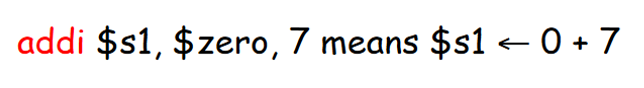 addi $s1, $zero, 7 means $s1 ← 0 + 7